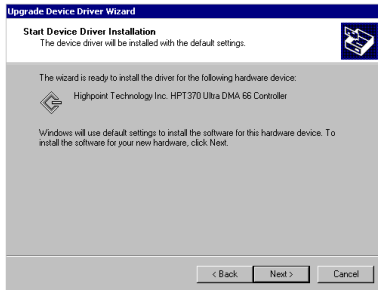 Upgrade Device Driver Wizard
Start Device Driver Installation
The device driver will be installed with the default settings.
The wizard is ready to install the driver for the following hardware device:
Highpoint Technology Inc. HPT370 Ultra DMA 66 Controller
Windows will use default settings to install the software for this hardware device. To
install the software for your new hardware, click Next.
< Back
Next >
Cancel